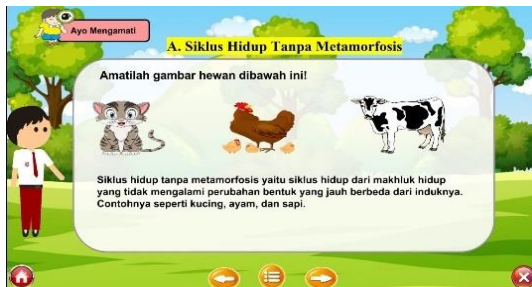 Ayo Mengamati
A. Siklus Hidup Tanpa Metamorfosis
Amatilah gambar hewan dibawah ini!
Siklus hidup tanpa metamorfosis yaitu siklus hidup dari makhluk hidup
yang tidak mengalami perubahan bentuk yang jauh berbeda dari induknya.
Contohnya seperti kucing, ayam, dan sapi.